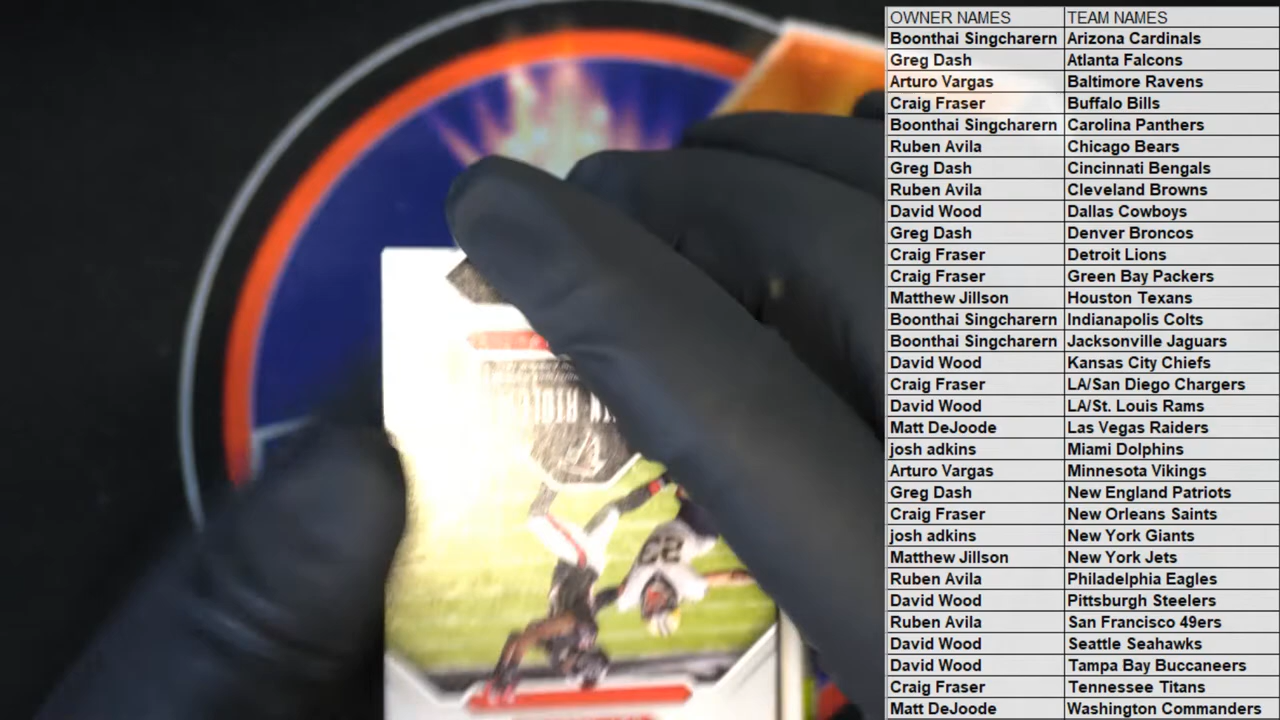 OWNER NAMES TEAM NAMES
Boonthai Singcharern Arizona Cardinals
Greg Dash Atlanta Falcons
Arturo Vargas Baltimore Ravens
Craig Fraser Buffalo Bills
Boonthai Singcharern Carolina Panthers
Ruben Avila Chicago Bears
Greg Dash Cincinnati Bengals
Ruben Avila Cleveland Browns
David Wood Dallas Cowboys
Greg Dash Denver Broncos
Craig Fraser Detroit Lions
Craig Fraser Green Bay Packers
Matthew Jillson Houston Texans
Boonthai Singcharern Indianapolis Colts
Boonthai Singcharern Jacksonville Jaguars
David Wood Kansas City Chiefs
Craig Fraser LA/San Diego Chargers
David Wood LA/St. Louis Rams
Matt DeJoode Las Vegas Raiders
josh adkins Miami Dolphins
Arturo Vargas Minnesota Vikings
Greg Dash New England Patriots
Craig Fraser New Orleans Saints
josh adkins New York Giants
Matthew Jillson New York Jets
Ruben Avila Philadelphia Eagles
David Wood Pittsburgh Steelers
Ruben Avila San Francisco 49ers
David Wood Seattle Seahawks
David Wood Tampa Bay Buccaneers
Craig Fraser Tennessee Titans
Matt DeJoode Washington Commanders